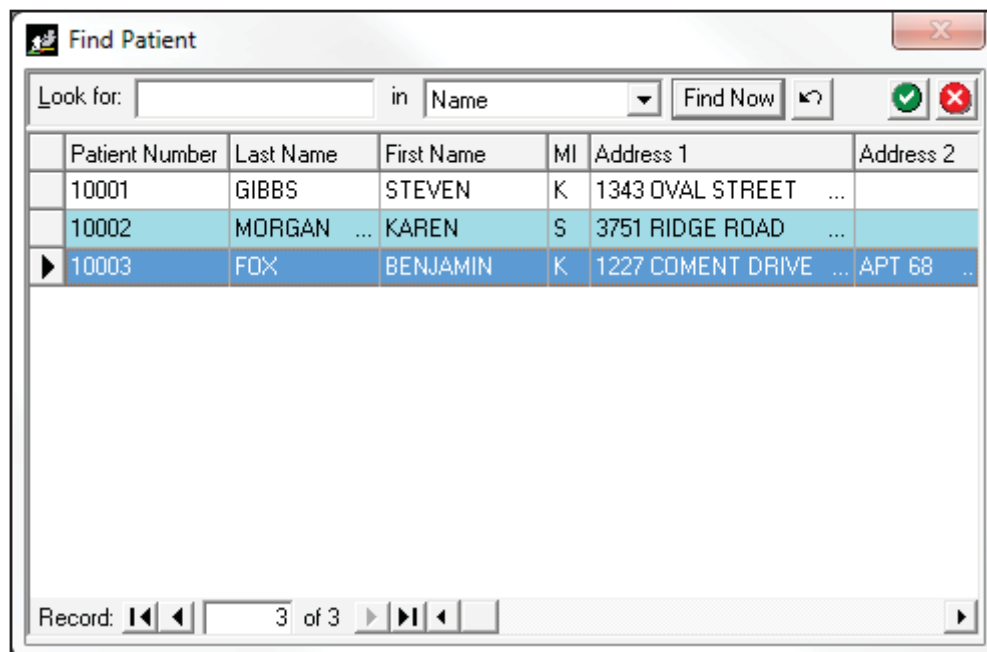 Find Patient
Look for: in Name Find Now
Patient Number Last Name First Name MI Address 1 Address 2
10001 GIBBS STEVEN K 1343 OVAL STREET ...
10002 MORGAN ... KAREN S 3751 RIDGE ROAD ...
10003 FOX BENJAMIN K 1227 COMENT DRIVE ... APT 68 ..
Record: 3 of 3